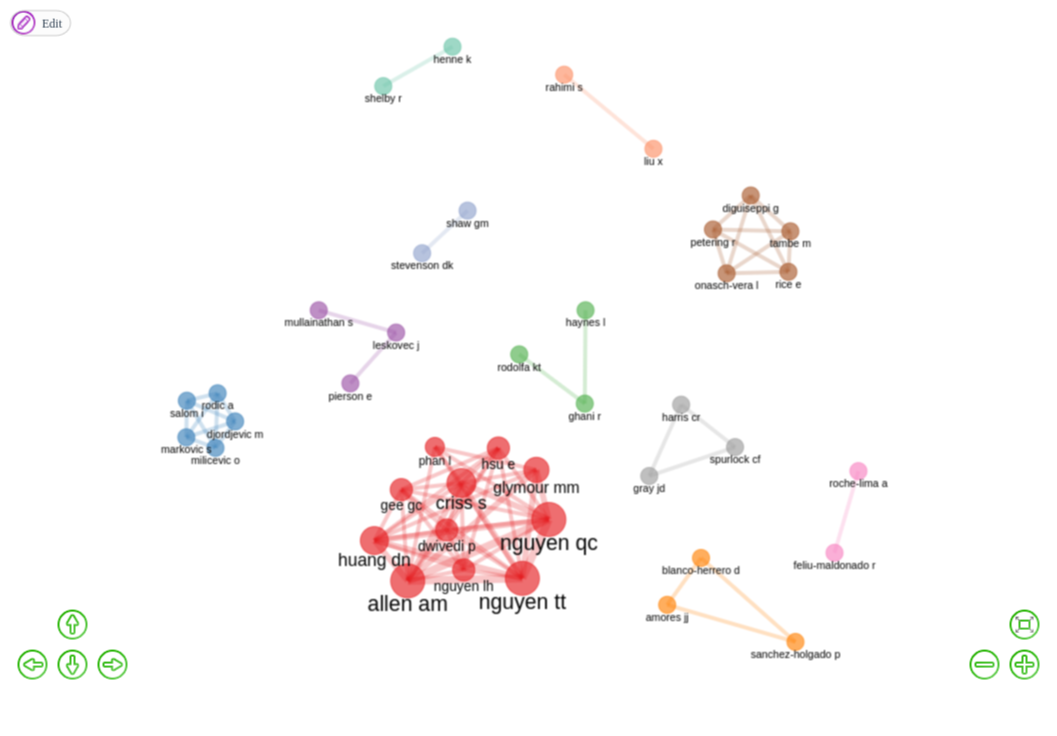 Edit
henne k
shelby r
rahimi s
liu x
diguiseppi g
petering r
tambe m
onasch-vera l
rice e
shaw gm
stevenson dk
mullainathan s
leskovec j
pierson e
haynes l
rodolfa kt
ghani r
rodic a
salom i
djordjevic m
markovic s
milicevic o
harris cr
spurlock cf
gray jd
roche-lima a
feliu-maldonado r
phan l
hsu e
glymour mm
gee gc
criss s
nguyen qc
dwivedi p
huang dn
nguyen lh
allen am
nguyen tt
blanco-herrero d
amores jj
sanchez-holgado p